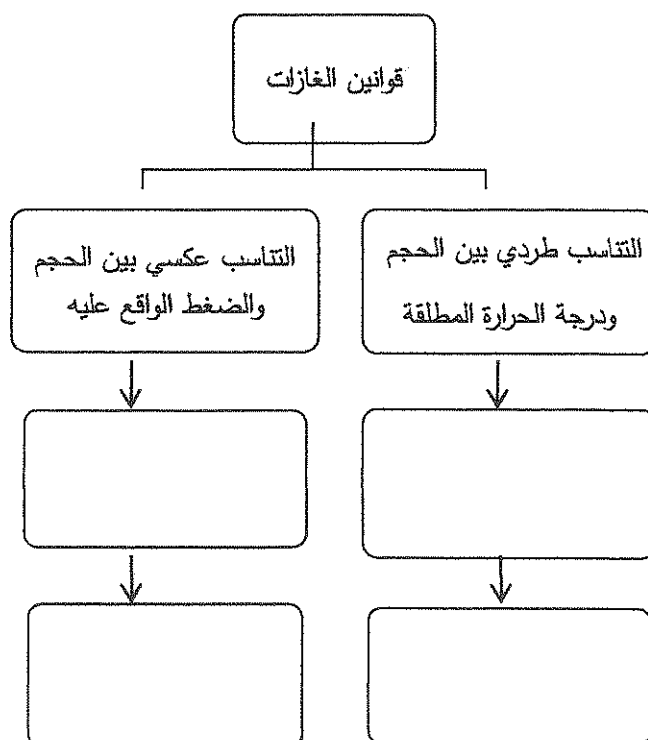 قوانين الغازات
التناسب طردي بين الحجم
ودرجة الحرارة المطلقة
التناسب عكسي بين الحجم
والضغط الواقع عليه